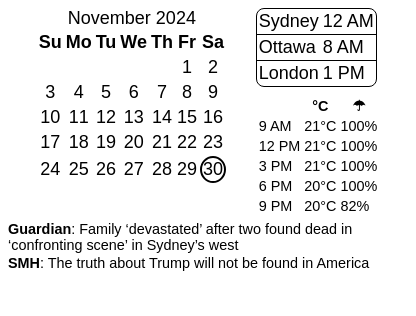 November 2024
Su Mo Tu We Th Fr Sa
1 2
3 4 5 6 7 8 9
10 11 12 13 14 15 16
17 18 19 20 21 22 23
24 25 26 27 28 29 30
Sydney 12 AM
Ottawa 8 AM
London 1 PM
°C ☂
9 AM 21°C 100%
12 PM 21°C 100%
3 PM 21°C 100%
6 PM 20°C 100%
9 PM 20°C 82%
Guardian: Family ‘devastated’ after two found dead in
‘confronting scene’ in Sydney’s west
SMH: The truth about Trump will not be found in America